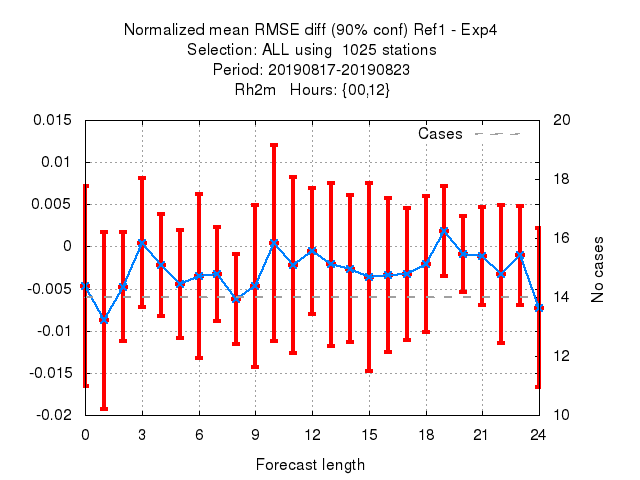 Normalized mean RMSE diff (90% conf) Ref1 - Exp4
Selection: ALL using  1025 stations
Period: 20190817-20190823
Rh2m   Hours: {00,12}
Cases
0.015
0.01
0.005
0
-0.005
-0.01
-0.015
-0.02
20
18
16
14
12
10
No cases
0 3 6 9 12 15 18 21 24
Forecast length